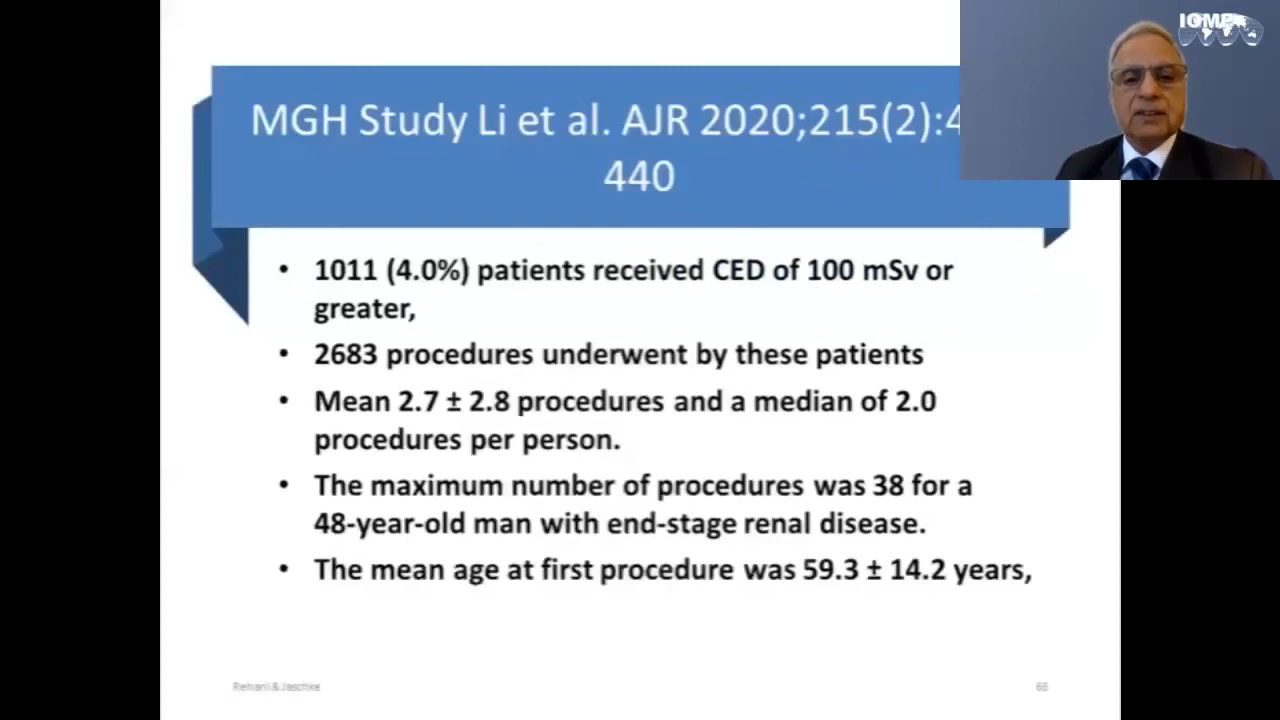 IOMP
MGH Study Li et al. AJR 2020;215(2):4
440
• 1011 (4.0%) patients received CED of 100 mSv or
greater,
• 2683 procedures underwent by these patients
• Mean 2.7 ± 2.8 procedures and a median of 2.0
procedures per person.
• The maximum number of procedures was 38 for a
48-year-old man with end-stage renal disease.
• The mean age at first procedure was 59.3 ± 14.2 years,
Rehani & Jaschke